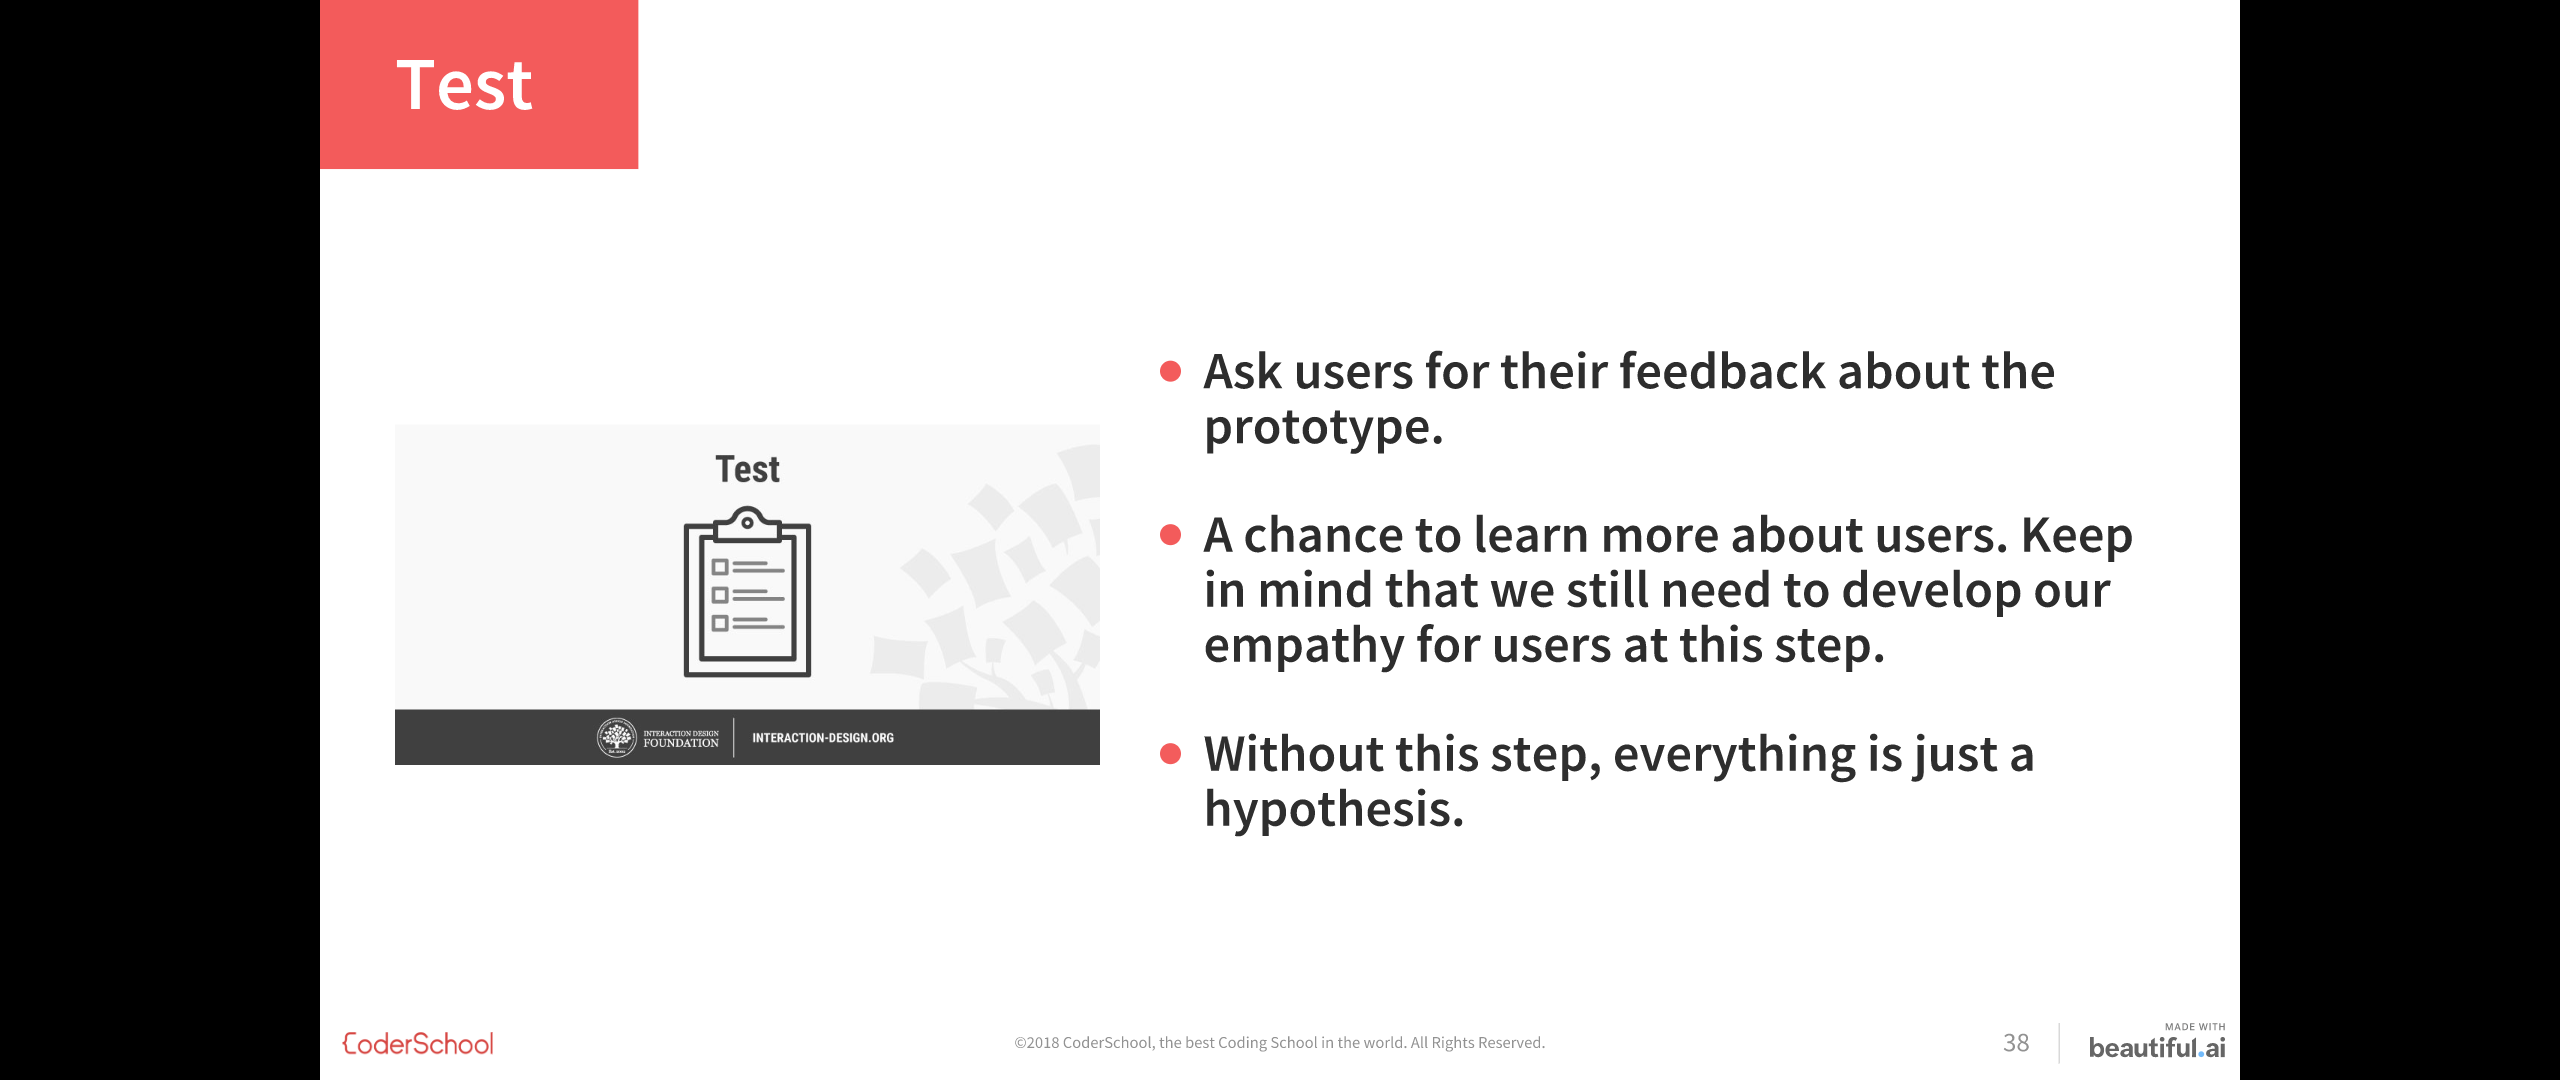 Test
Test
INTERACTION DESIGN
FOUNDATION
INTERACTION-DESIGN.ORG
Ask users for their feedback about the
prototype.
A chance to learn more about users. Keep
in mind that we still need to develop our
empathy for users at this step.
Without this step, everything is just a
hypothesis.
CoderSchool
©2018 CoderSchool, the best Coding School in the world. All Rights Reserved.
38
MADE WITH
beautiful.ai